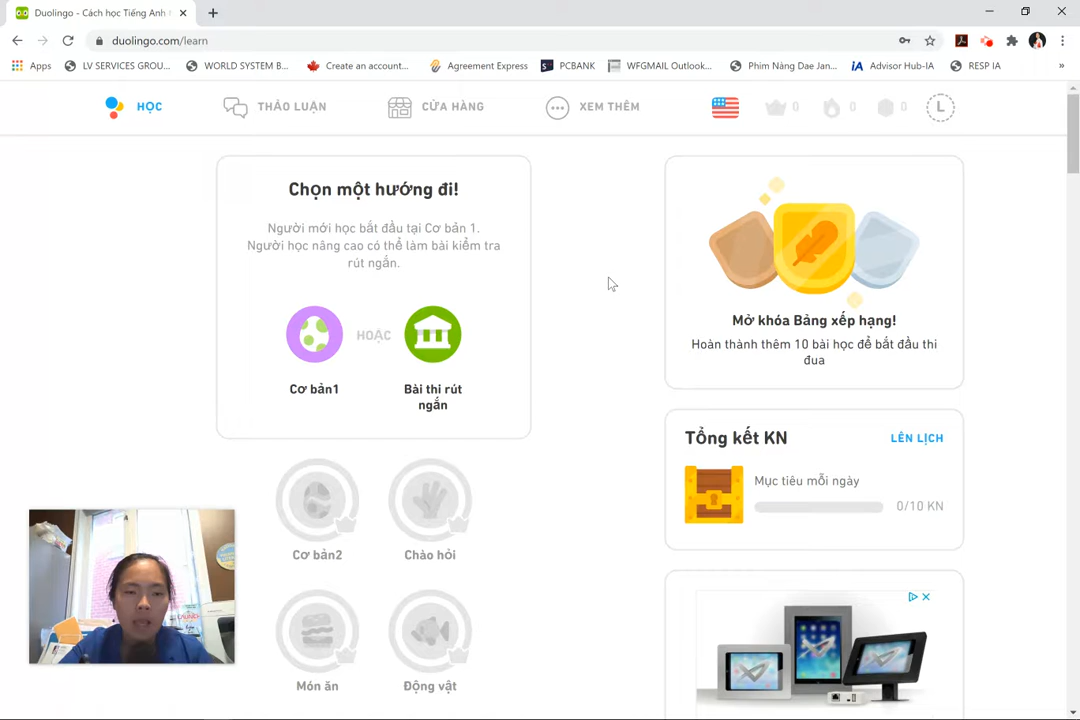 Duolingo - Cách học Tiếng Anh
duolingo.com/learn
Apps
LV SERVICES GROU...
WORLD SYSTEM B...
Create an account...
Agreement Express
PCBANK
WFGMAIL Outlook...
Phim Nàng Dae Jan...
iA
Advisor Hub-IA
RESP IA
»
HỌC
THẢO LUẬN
CỬA HÀNG
XEM THÊM
0
0
0
L
Chọn một hướng đi!
Người mới học bắt đầu tại Cơ bản 1.
Người học nâng cao có thể làm bài kiểm tra
rút ngắn.
HOẶC
Cơ bản1
Bài thi rút
ngắn
Cơ bản2
Chào hỏi
Món ăn
Động vật
Mở khóa Bảng xếp hạng!
Hoàn thành thêm 10 bài học để bắt đầu thi
đua
Tổng kết KN
LÊN LỊCH
Mục tiêu mỗi ngày
0/10 KN